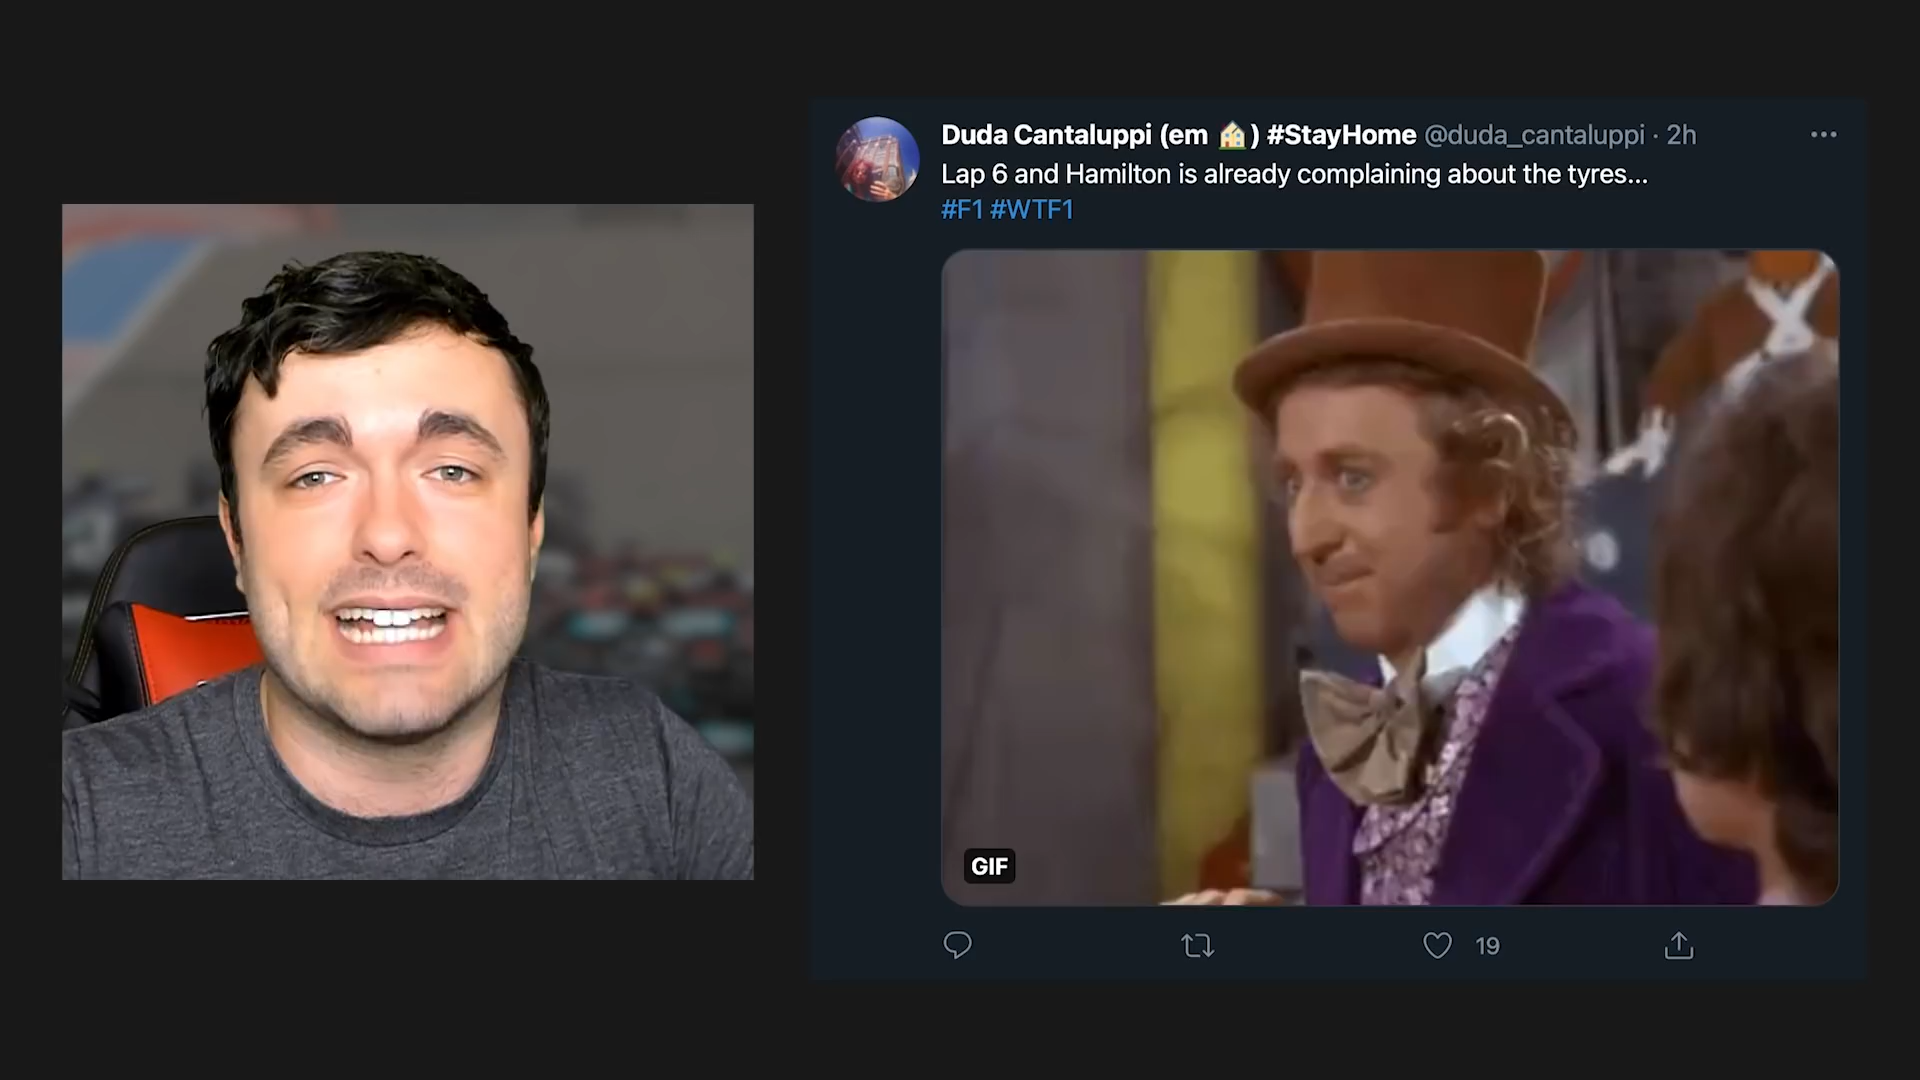 Duda Cantaluppi (em 🏠) #StayHome @duda_cantaluppi · 2h
Lap 6 and Hamilton is already complaining about the tyres...
#F1 #WTF1
GIF
19